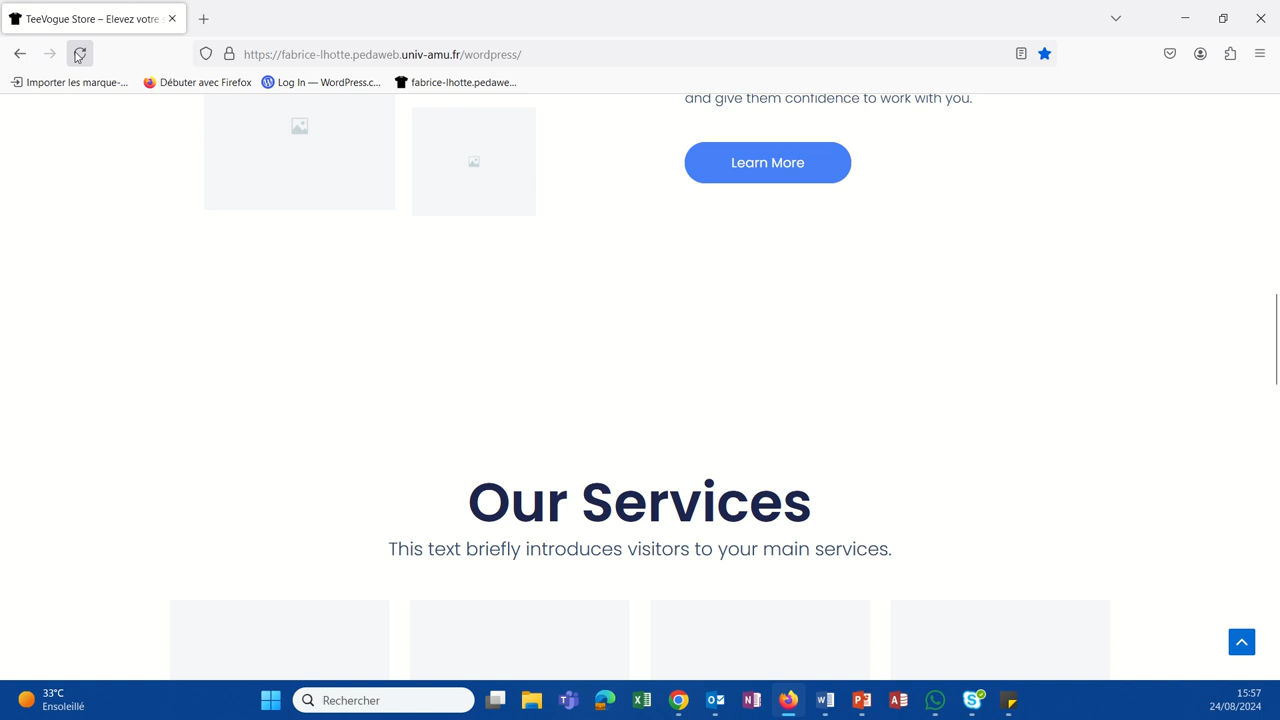 TeeVogue Store – Elevez votre
https://fabrice-lhotte.pedaweb.univ-amu.fr/wordpress/
Importer les marque-... Débuter avec Firefox Log In — WordPress.c... fabrice-lhotte.pedawe...
and give them confidence to work with you.
Learn More
Our Services
This text briefly introduces visitors to your main services.
33°C
Ensoleillé
Rechercher
15:57
24/08/2024